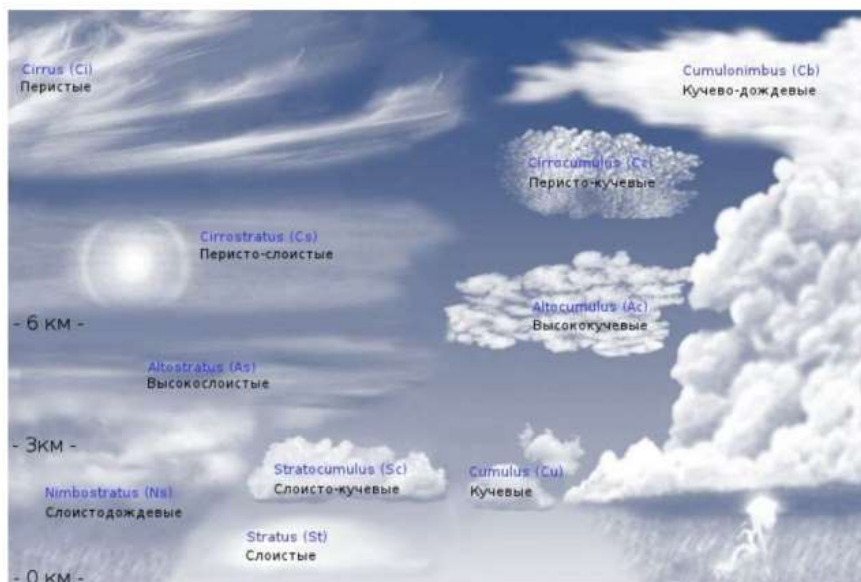 Cirrus (Ci)
Перистые
Cumulonimbus (Cb)
Кучево-дождевые
Cirrocumulus (Cc)
Перисто-кучевые
Cirrostratus (Cs)
Перисто-слоистые
Altocumulus (Ac)
Высококучевые
- 6 км -
Altostratus (As)
Высокослоистые
- 3км -
Stratocumulus (Sc)
Слоисто-кучевые
Cumulus (Cu)
Кучевые
Nimbostratus (Ns)
Слоистодождевые
Stratus (St)
Слоистые
- 0 км -